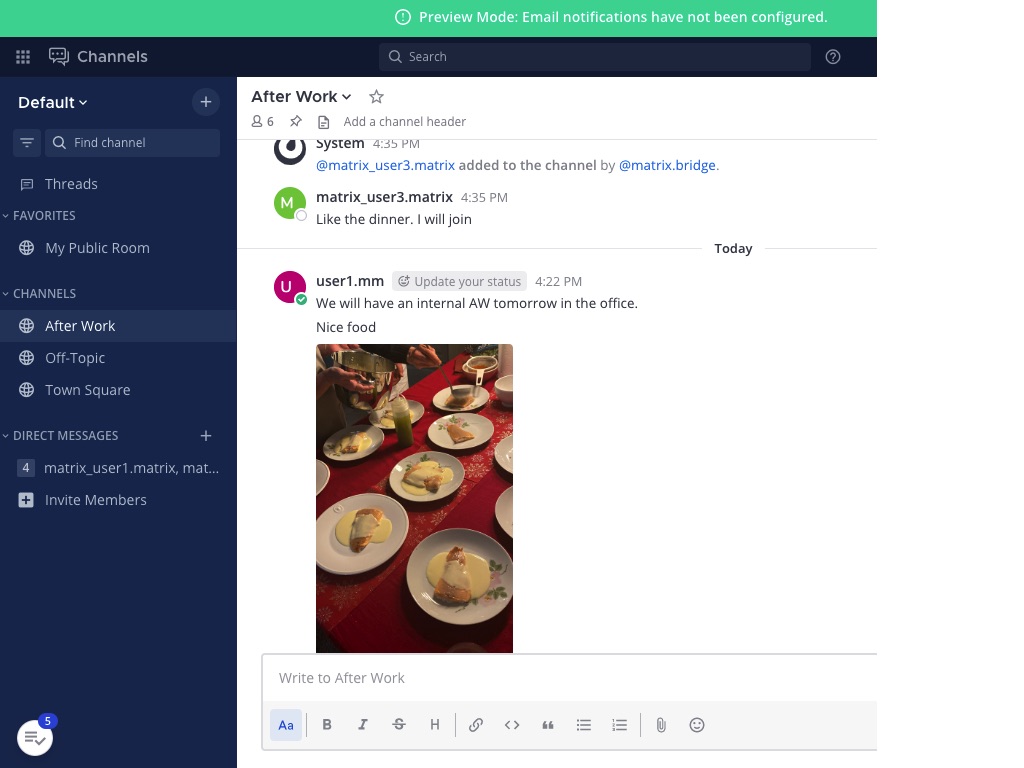 Preview Mode: Email notifications have not been configured.
Channels
Search
Default
Find channel
Threads
FAVORITES
My Public Room
CHANNELS
After Work
Off-Topic
Town Square
DIRECT MESSAGES
4 matrix_user1.matrix, mat...
Invite Members
5
After Work
6 Add a channel header
System 4:35 PM
@matrix_user3.matrix added to the channel by @matrix.bridge.
M matrix_user3.matrix 4:35 PM
Like the dinner. I will join
Today
U user1.mm Update your status 4:22 PM
We will have an internal AW tomorrow in the office.
Nice food
Write to After Work
Aa B I S H